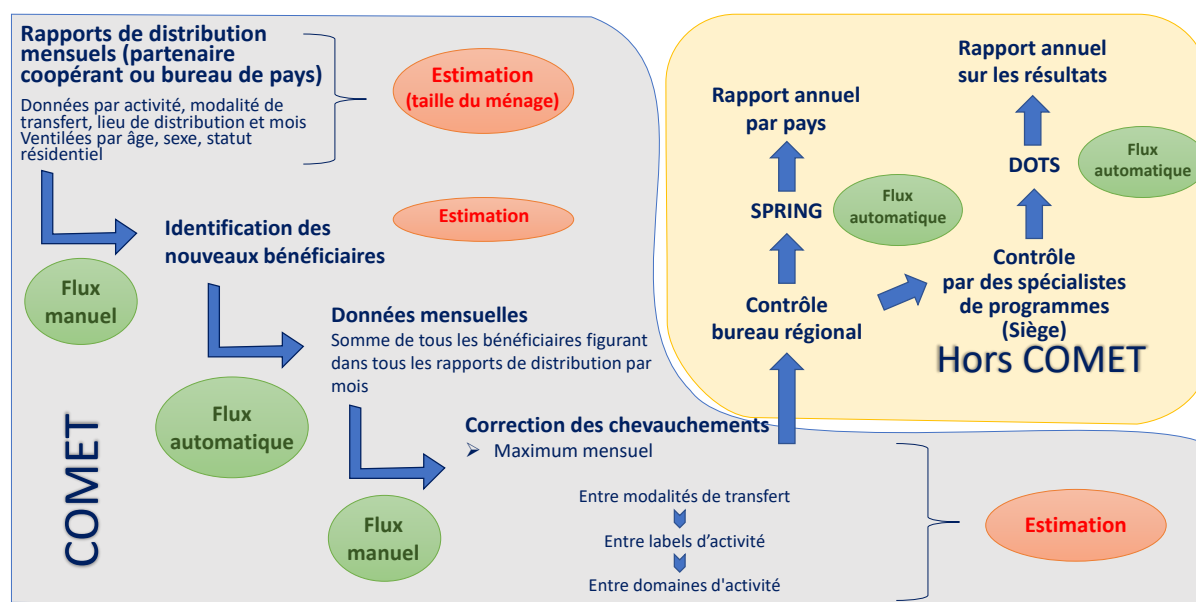 Rapports de distribution
mensuels (partenaire
coopérant ou bureau de pays)
Données par activité, modalité de
transfert, lieu de distribution et mois
Ventilées par âge, sexe, statut
résidentiel
Estimation
(taille du ménage)
Flux
manuel
Identification des
nouveaux bénéficiaires
Estimation
Flux
automatique
Données mensuelles
Somme de tous les bénéficiaires figurant
dans tous les rapports de distribution par
mois
Flux
manuel
Correction des chevauchements
➢ Maximum mensuel
Entre modalités de transfert
Entre labels d’activité
Entre domaines d'activité
Estimation
COMET
Rapport annuel
par pays
SPRING
Flux
automatique
Contrôle
bureau régional
Rapport annuel
sur les résultats
DOTS
Flux
automatique
Contrôle
par des spécialistes
de programmes
(Siège)
Hors COMET